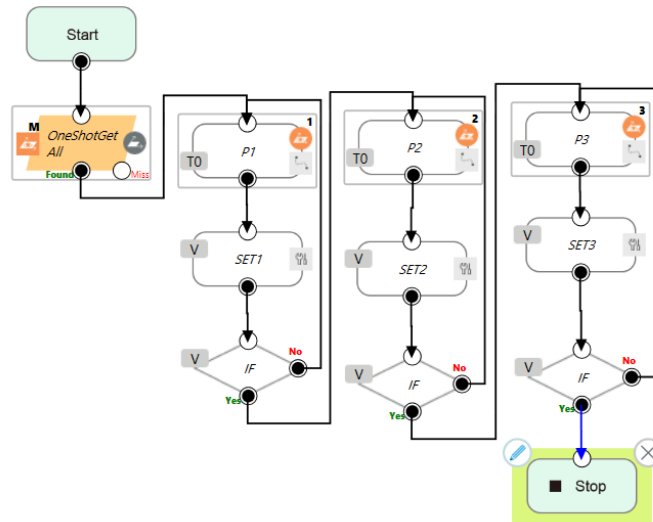 Start
M
OneShotGet
All
Found
Miss
1
P1
T0
V
SET1
V
IF
No
Yes
2
P2
T0
V
SET2
V
IF
No
Yes
3
P3
T0
V
SET3
V
IF
No
Yes
Stop